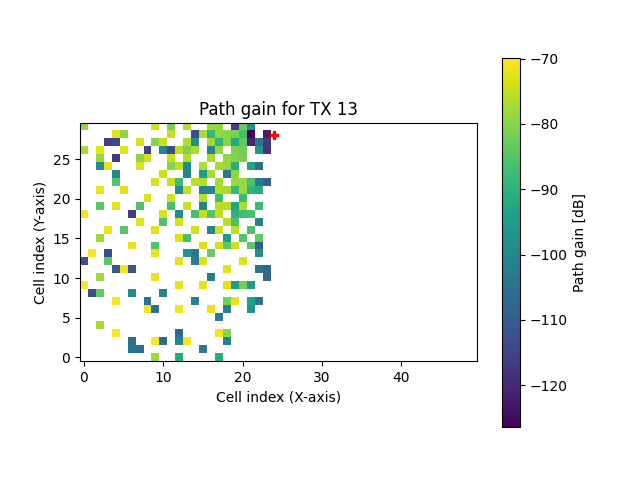 Path gain for TX 13
Cell index (Y-axis)
25
20
15
10
5
0
0 10 20 30 40
Cell index (X-axis)
−70
−80
−90
−100
−110
−120
Path gain [dB]